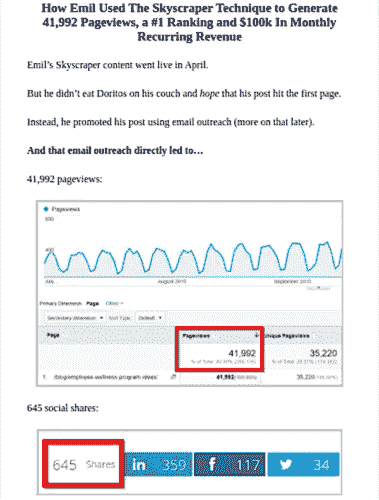 How Emil Used The Skyscraper Technique to Generate
41,992 Pageviews, a #1 Ranking and $100k In Monthly
Recurring Revenue
Emil's Skyscraper content went live in April.
But he didn't eat Doritos on his couch and hope that his post hit the first page.
Instead, he promoted his post using email outreach (more on that later).
And that email outreach directly led to…
41,992 pageviews:
Pageviews
August 2015 September 2015
Primary Dimension: Page Other
Secondary dimension Sort Type: Default
Page Pageviews Unique Pageviews
41,992 35,220
% of Total:
1. /blog/employee-wellness-program-ideas/ 41,992 35,220
645 social shares:
645 Shares in 359 f 117 34